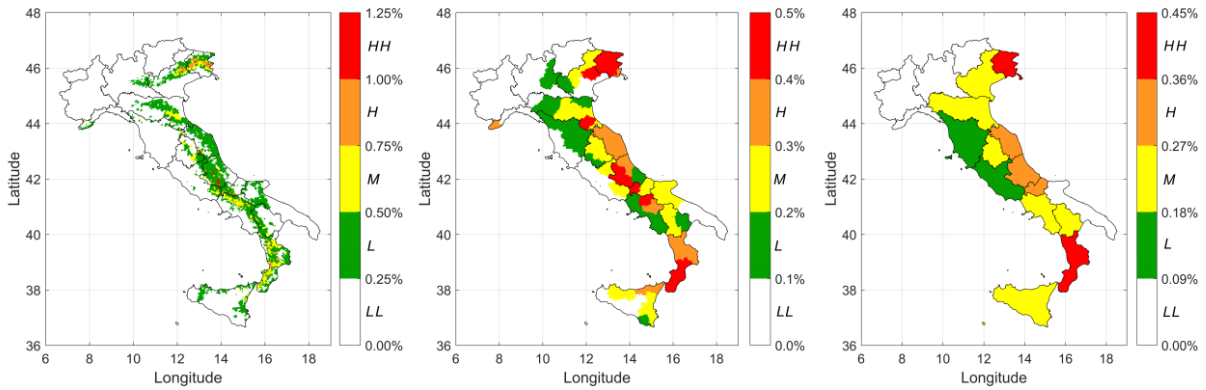 48
46
44
42
40
38
36
6
8
10
12
14
16
18
Latitude
Longitude
1.25%
HH
1.00%
H
0.75%
M
0.50%
L
0.25%
LL
0.00%
48
46
44
42
40
38
36
6
8
10
12
14
16
18
Latitude
Longitude
0.5%
HH
0.4%
H
0.3%
M
0.2%
L
0.1%
LL
0.0%
48
46
44
42
40
38
36
6
8
10
12
14
16
18
Latitude
Longitude
0.45%
HH
0.36%
H
0.27%
M
0.18%
L
0.09%
LL
0.00%